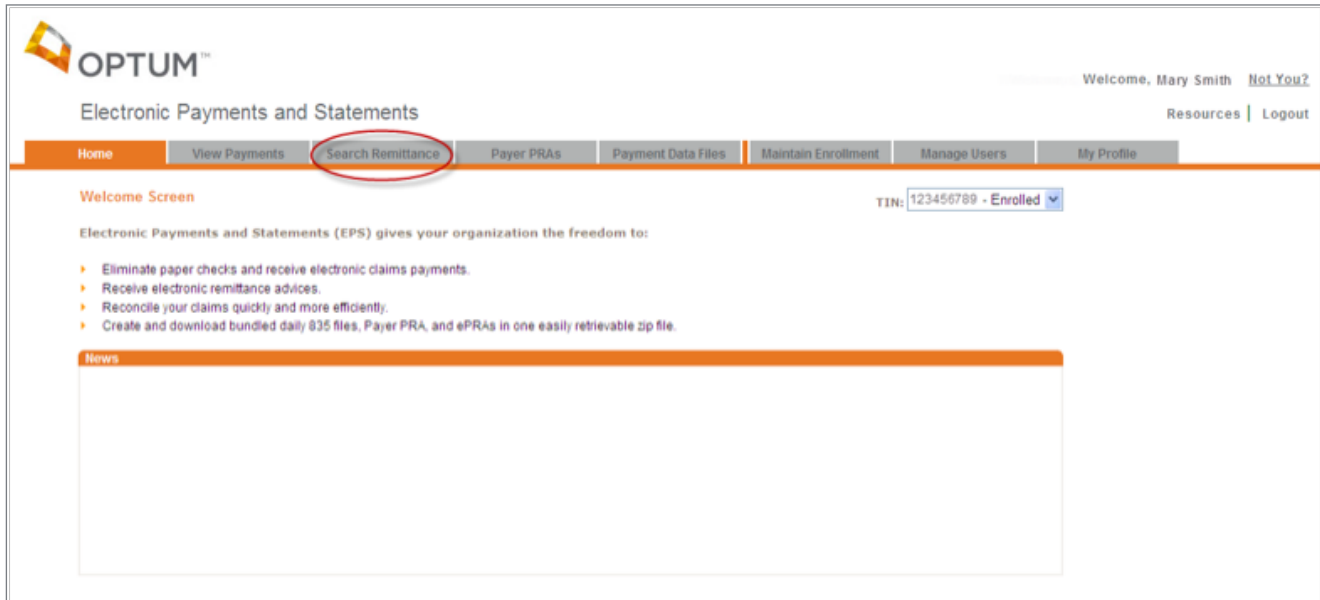 OPTUM™
Welcome, Mary Smith Not You?
Electronic Payments and Statements
Resources | Logout
Home View Payments Search Remittance Payer PRAs Payment Data Files Maintain Enrollment Manage Users My Profile
Welcome Screen
TIN: 123456789 - Enrolled
Electronic Payments and Statements (EPS) gives your organization the freedom to:
Eliminate paper checks and receive electronic claims payments.
Receive electronic remittance advices.
Reconcile your claims quickly and more efficiently.
Create and download bundled daily 835 files, Payer PRA, and ePRAs in one easily retrievable zip file.
News